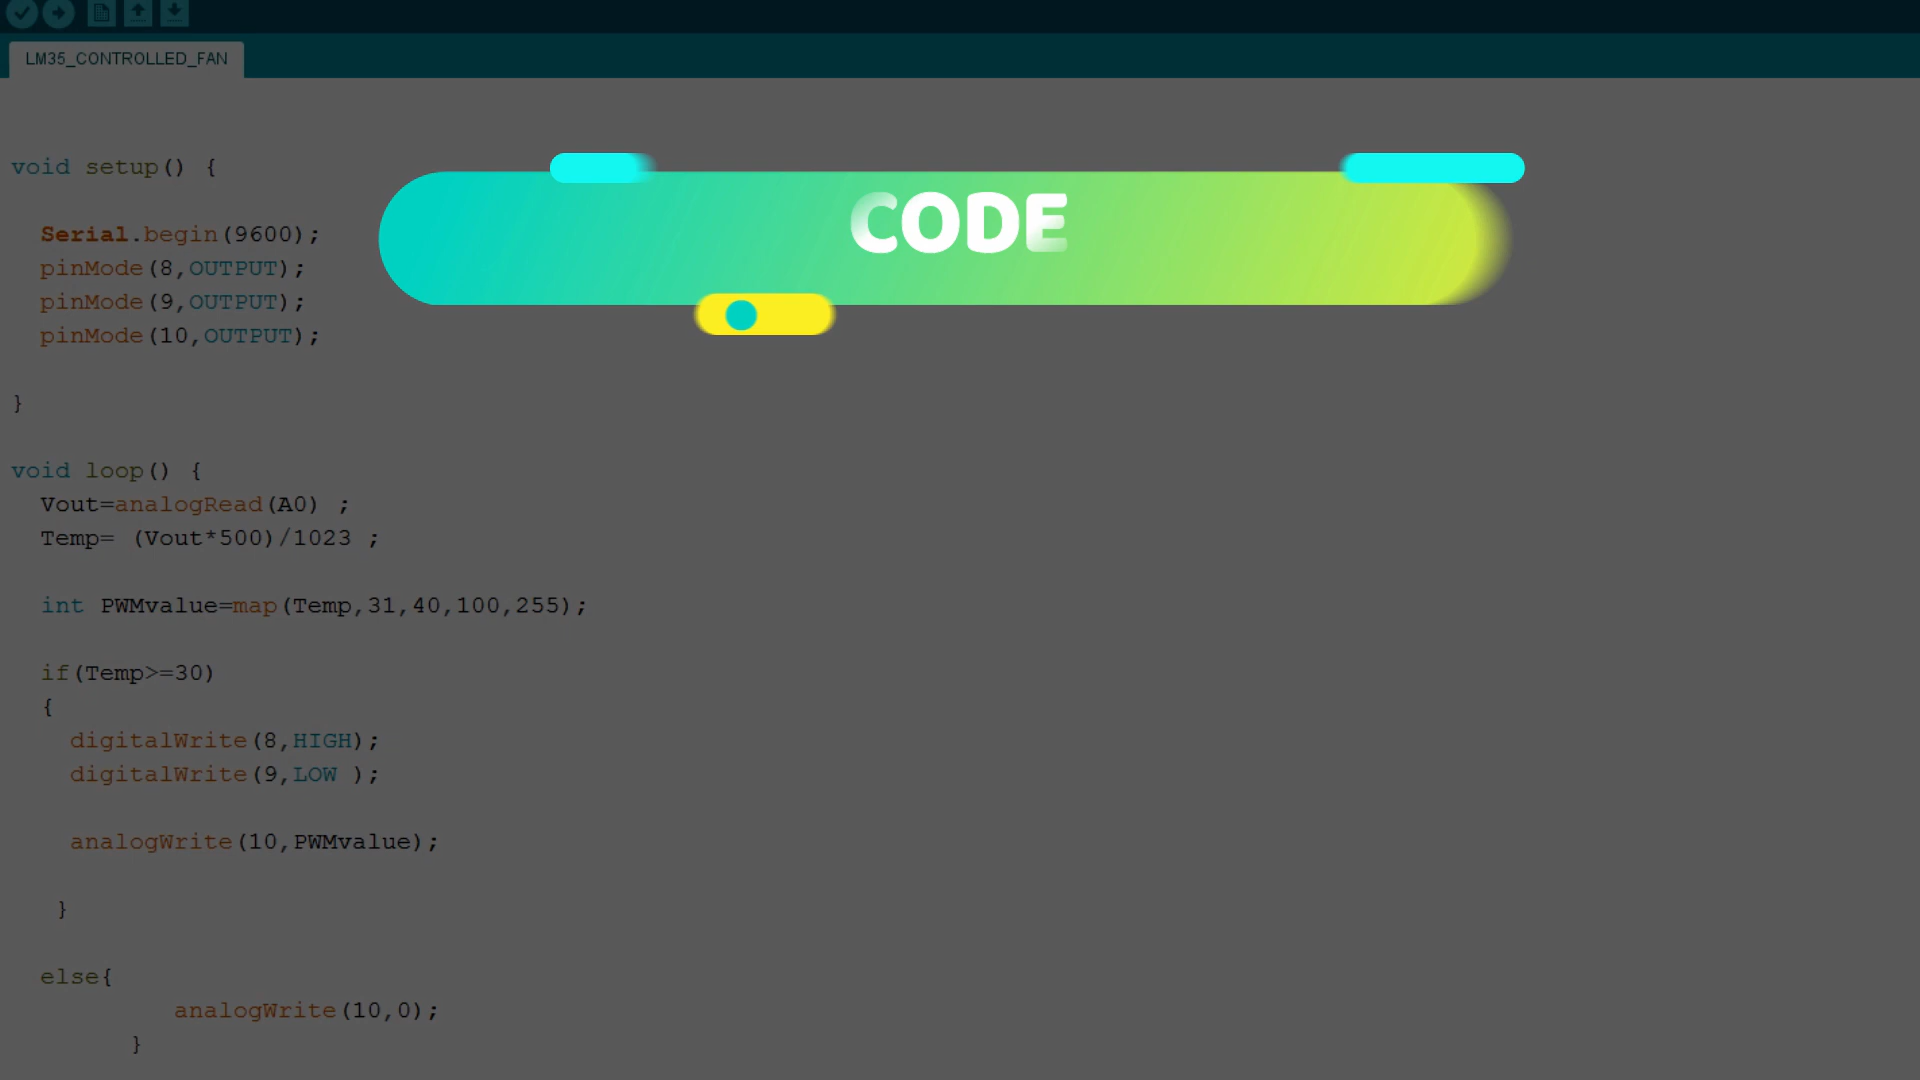 LM35_CONTROLLED_FAN
CODE
void setup() {
Serial.begin(9600);
pinMode(8,OUTPUT);
pinMode(9,OUTPUT);
pinMode(10,OUTPUT);
}
void loop() {
Vout=analogRead(A0) ;
Temp= (Vout*500)/1023 ;
int PWMvalue=map(Temp,31,40,100,255);
if(Temp>=30)
{
digitalWrite(8,HIGH);
digitalWrite(9,LOW );
analogWrite(10,PWMvalue);
}
else{
analogWrite(10,0);
}